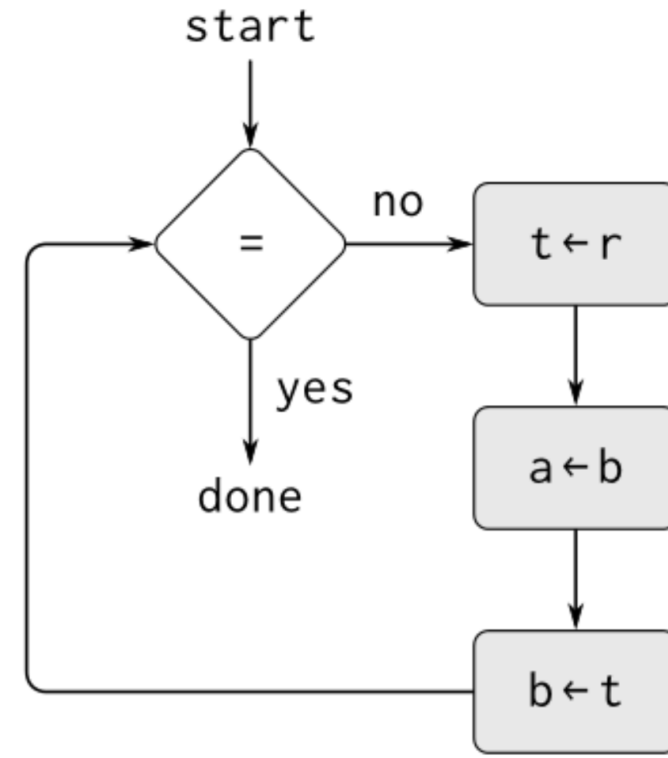 start
=
no
t←r
yes
a←b
done
b←t